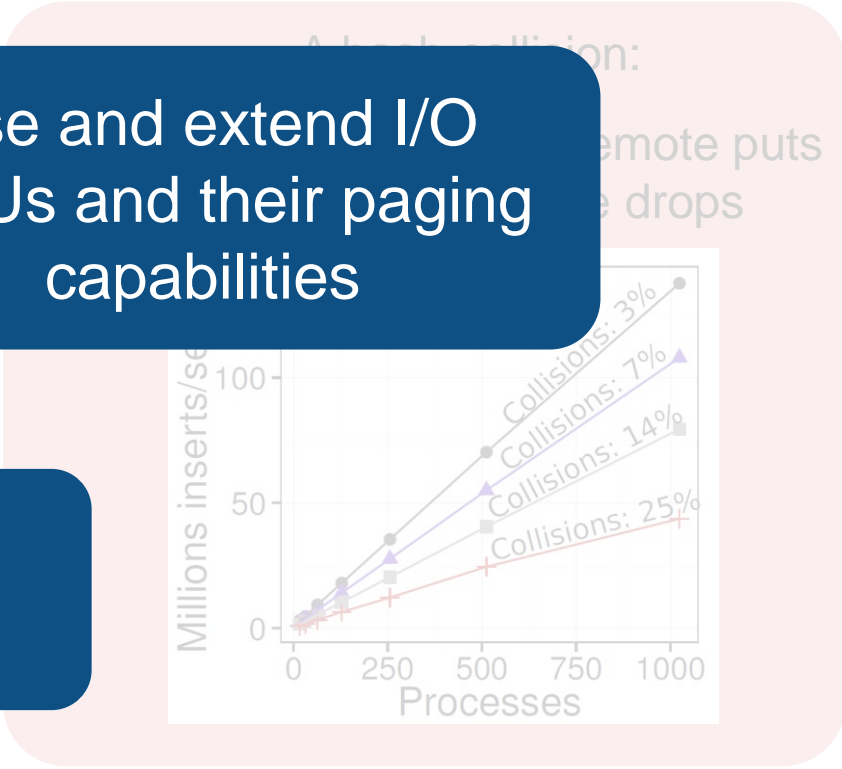 ion:
se and extend I/O
Us and their paging
capabilities
emote puts
e drops
Millions inserts/se
100
50
0
Collisions: 3%
Collisions: 7%
Collisions: 14%
Collisions: 25%
0 250 500 750 1000
Processes